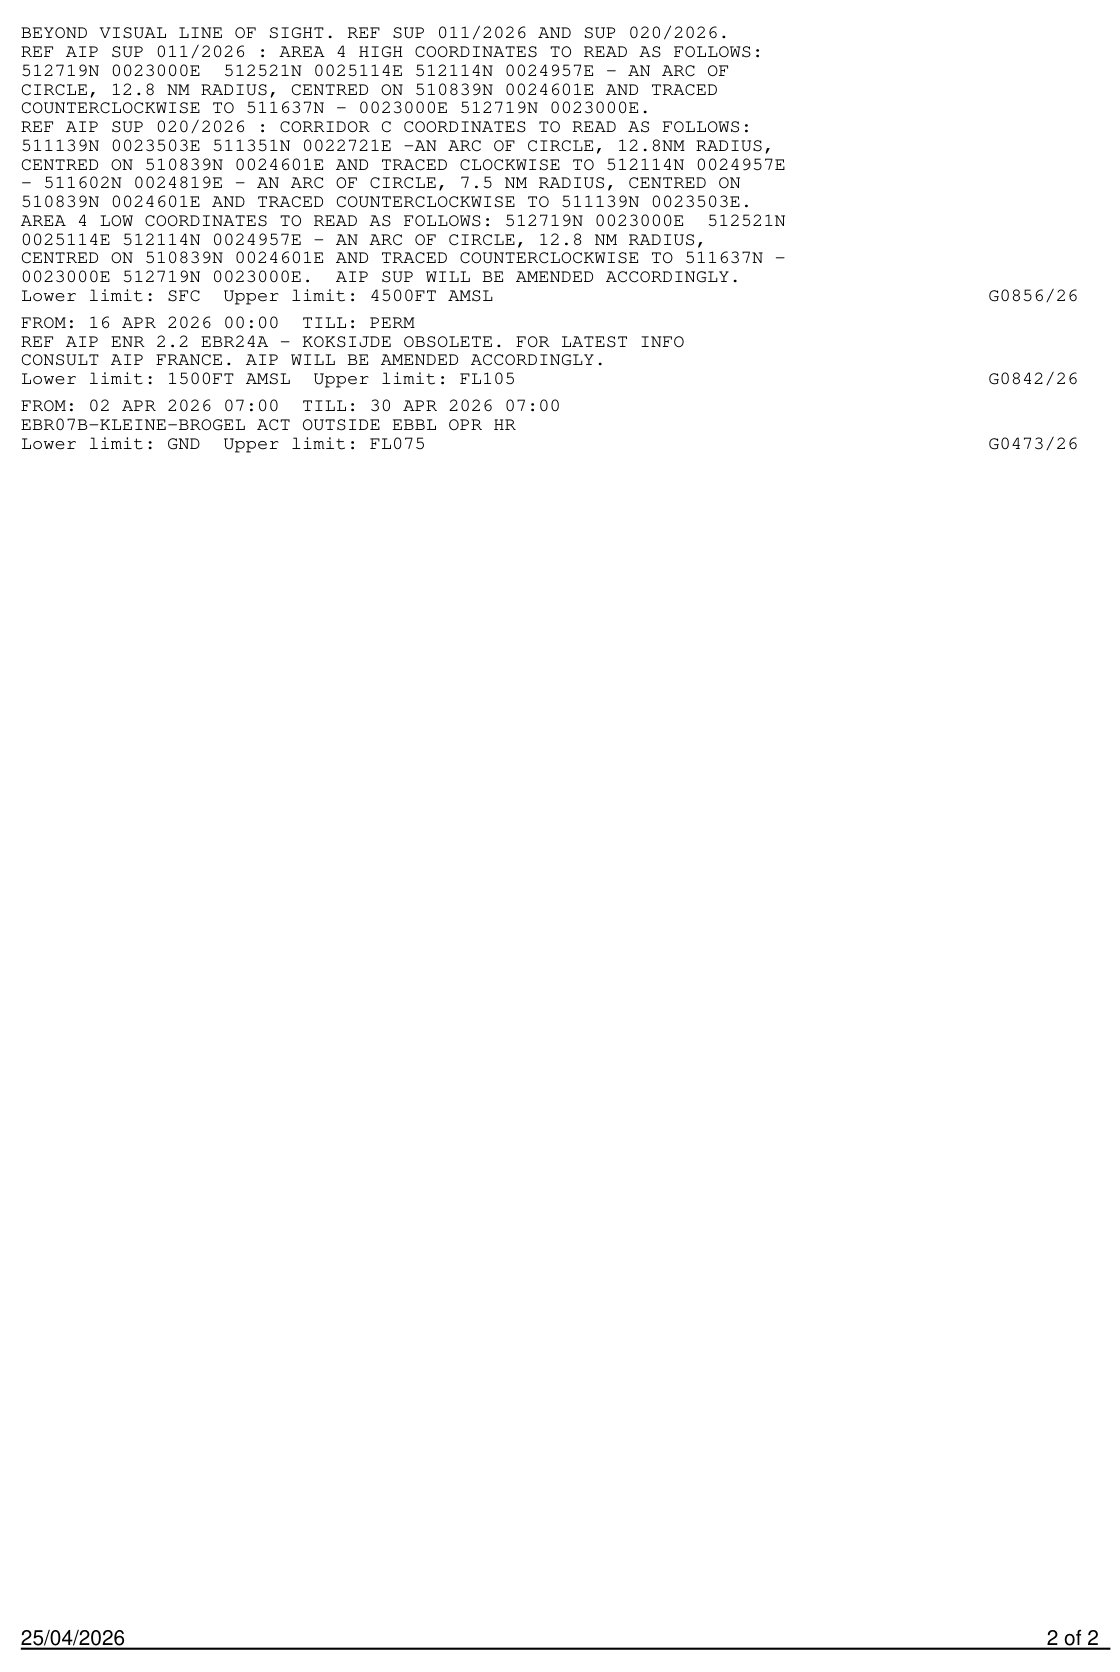 BEYOND VISUAL LINE OF SIGHT. REF SUP 011/2026 AND SUP 020/2026.
REF AIP SUP 011/2026 : AREA 4 HIGH COORDINATES TO READ AS FOLLOWS:
512719N 0023000E  512521N 0025114E 512114N 0024957E - AN ARC OF
CIRCLE, 12.8 NM RADIUS, CENTRED ON 510839N 0024601E AND TRACED
COUNTERCLOCKWISE TO 511637N - 0023000E 512719N 0023000E.
REF AIP SUP 020/2026 : CORRIDOR C COORDINATES TO READ AS FOLLOWS:
511139N 0023503E 511351N 0022721E -AN ARC OF CIRCLE, 12.8NM RADIUS,
CENTRED ON 510839N 0024601E AND TRACED CLOCKWISE TO 512114N 0024957E
- 511602N 0024819E - AN ARC OF CIRCLE, 7.5 NM RADIUS, CENTRED ON
510839N 0024601E AND TRACED COUNTERCLOCKWISE TO 511139N 0023503E.
AREA 4 LOW COORDINATES TO READ AS FOLLOWS: 512719N 0023000E  512521N
0025114E 512114N 0024957E - AN ARC OF CIRCLE, 12.8 NM RADIUS,
CENTRED ON 510839N 0024601E AND TRACED COUNTERCLOCKWISE TO 511637N -
0023000E 512719N 0023000E.  AIP SUP WILL BE AMENDED ACCORDINGLY.
Lower limit: SFC  Upper limit: 4500FT AMSL G0856/26
FROM: 16 APR 2026 00:00  TILL: PERM
REF AIP ENR 2.2 EBR24A - KOKSIJDE OBSOLETE. FOR LATEST INFO
CONSULT AIP FRANCE. AIP WILL BE AMENDED ACCORDINGLY.
Lower limit: 1500FT AMSL  Upper limit: FL105 G0842/26
FROM: 02 APR 2026 07:00  TILL: 30 APR 2026 07:00
EBR07B-KLEINE-BROGEL ACT OUTSIDE EBBL OPR HR
Lower limit: GND  Upper limit: FL075 G0473/26
25/04/2026 2 of 2